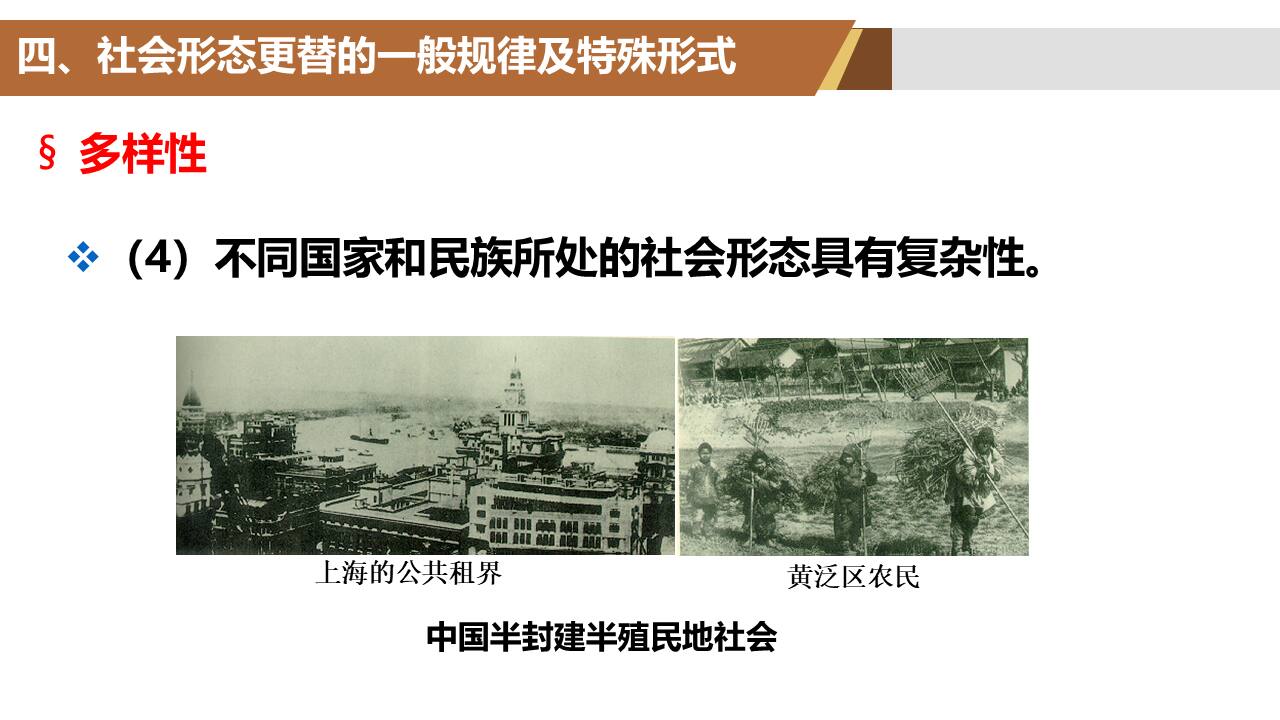 四、社会形态更替的一般规律及特殊形式
§ 多样性
❖（4）不同国家和民族所处的社会形态具有复杂性。
上海的公共租界
黄泛区农民
中国半封建半殖民地社会